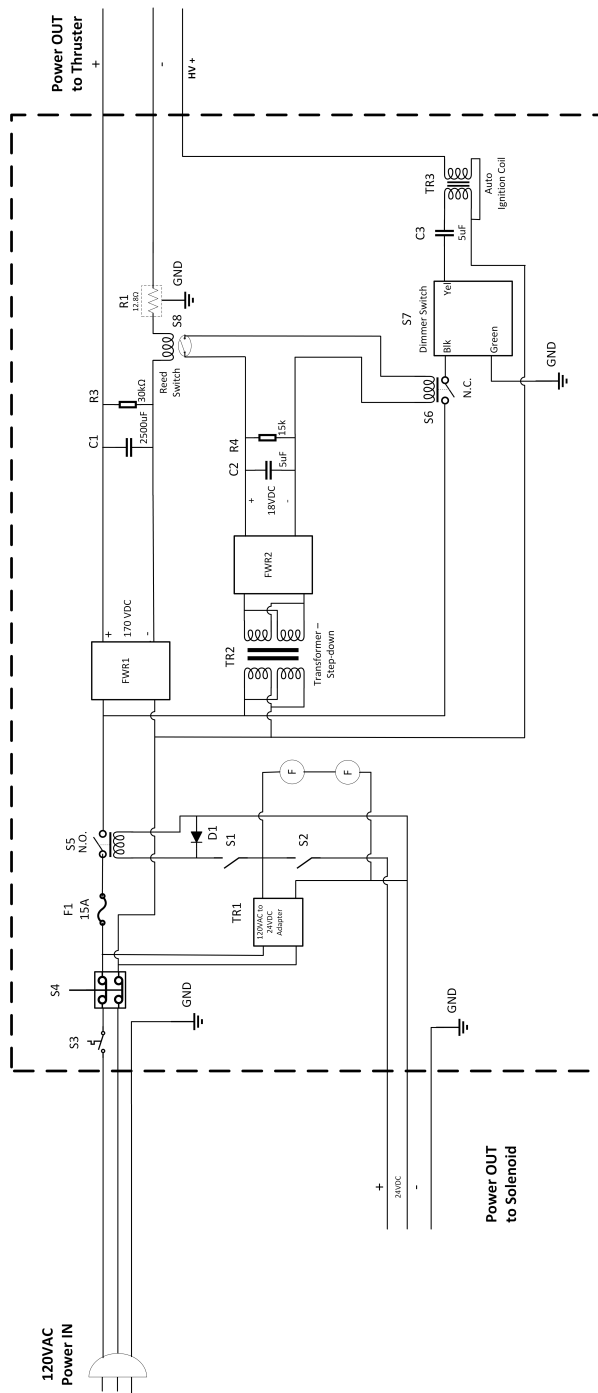 120VAC
Power IN
S3
S4
F1
15A
S5
N.O.
GND
TR1
120VAC to
24VDC
Adapter
D1
S1
S2
F
F
+
24VDC
-
GND
Power OUT
to Solenoid
FWR1
+
170 VDC
-
C1
2500uF
R3
30kΩ
R1
12.8Ω
GND
S8
Reed
Switch
TR2
Transformer –
Step-down
FWR2
+
18VDC
-
C2
5uF
R4
15k
S6
N.C.
S7
Dimmer Switch
Blk
Yel
Green
GND
C3
5uF
TR3
Auto
Ignition Coil
Power OUT
to Thruster
+
-
HV +